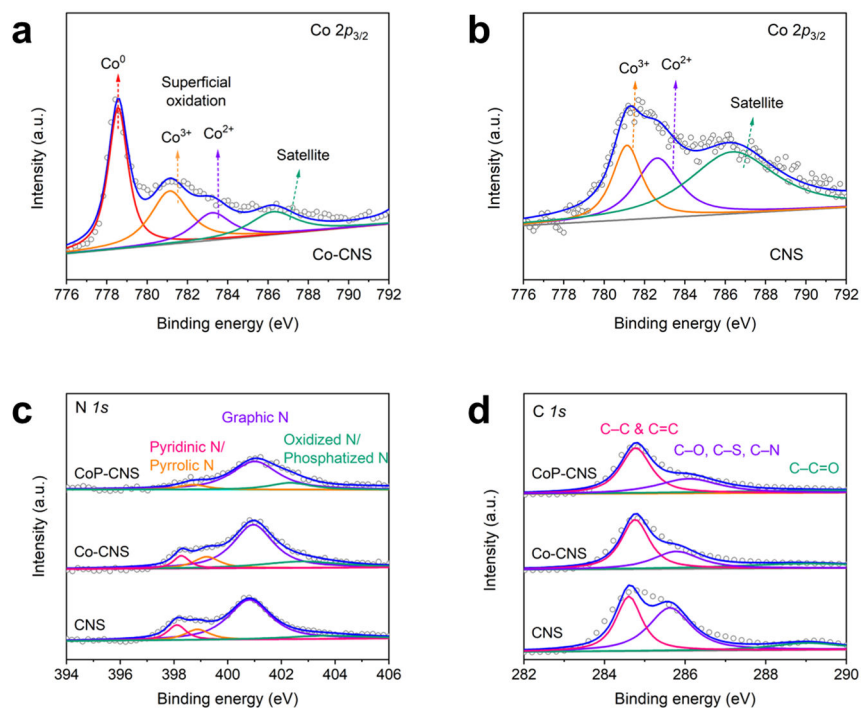 a
Co 2p3/2
Co0
Superficial
oxidation
Co3+
Co2+
Satellite
Co-CNS
Intensity (a.u.)
776 778 780 782 784 786 788 790 792
Binding energy (eV)
b
Co 2p3/2
Co3+
Co2+
Satellite
CNS
Intensity (a.u.)
776 778 780 782 784 786 788 790 792
Binding energy (eV)
c
N 1s
Graphic N
Pyridinic N/
Pyrrolic N
Oxidized N/
Phosphatized N
CoP-CNS
Co-CNS
CNS
Intensity (a.u.)
394 396 398 400 402 404 406
Binding energy (eV)
d
C 1s
C–C & C=C
C–O, C–S, C–N
C–C=O
CoP-CNS
Co-CNS
CNS
Intensity (a.u.)
282 284 286 288 290
Binding energy (eV)